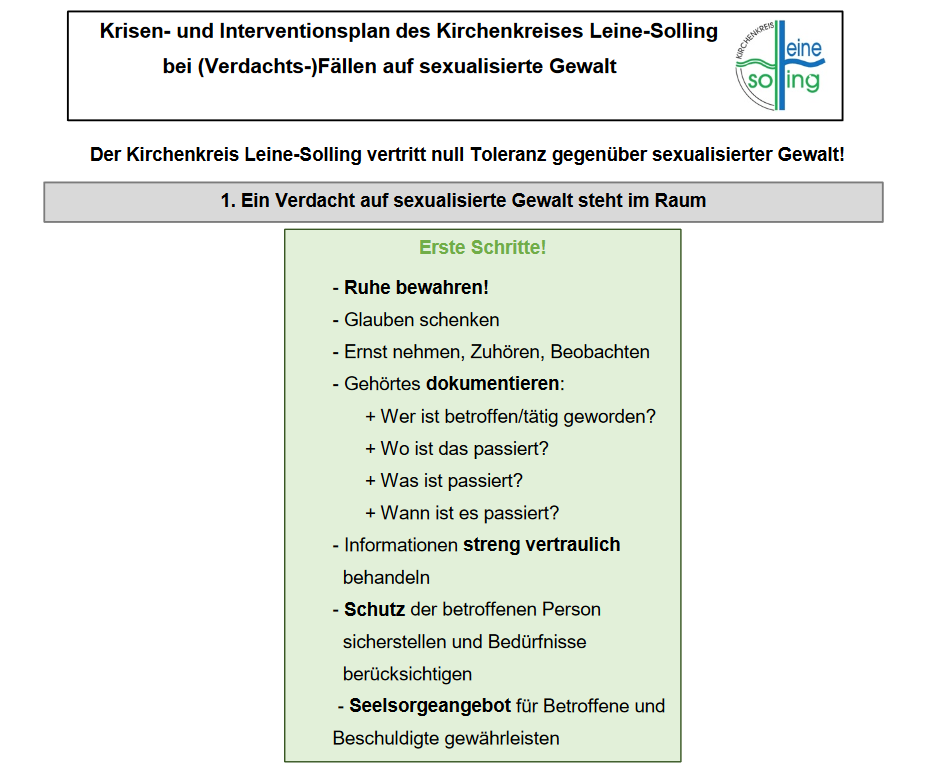 Krisen- und Interventionsplan des Kirchenkreises Leine-Solling
bei (Verdachts-)Fällen auf sexualisierte Gewalt
KIRCHENKREIS
leine
solling
Der Kirchenkreis Leine-Solling vertritt null Toleranz gegenüber sexualisierter Gewalt!
1. Ein Verdacht auf sexualisierte Gewalt steht im Raum
Erste Schritte!
- Ruhe bewahren!
- Glauben schenken
- Ernst nehmen, Zuhören, Beobachten
- Gehörtes dokumentieren:
+ Wer ist betroffen/tätig geworden?
+ Wo ist das passiert?
+ Was ist passiert?
+ Wann ist es passiert?
- Informationen streng vertraulich
behandeln
- Schutz der betroffenen Person
sicherstellen und Bedürfnisse
berücksichtigen
- Seelsorgeangebot für Betroffene und
Beschuldigte gewährleisten